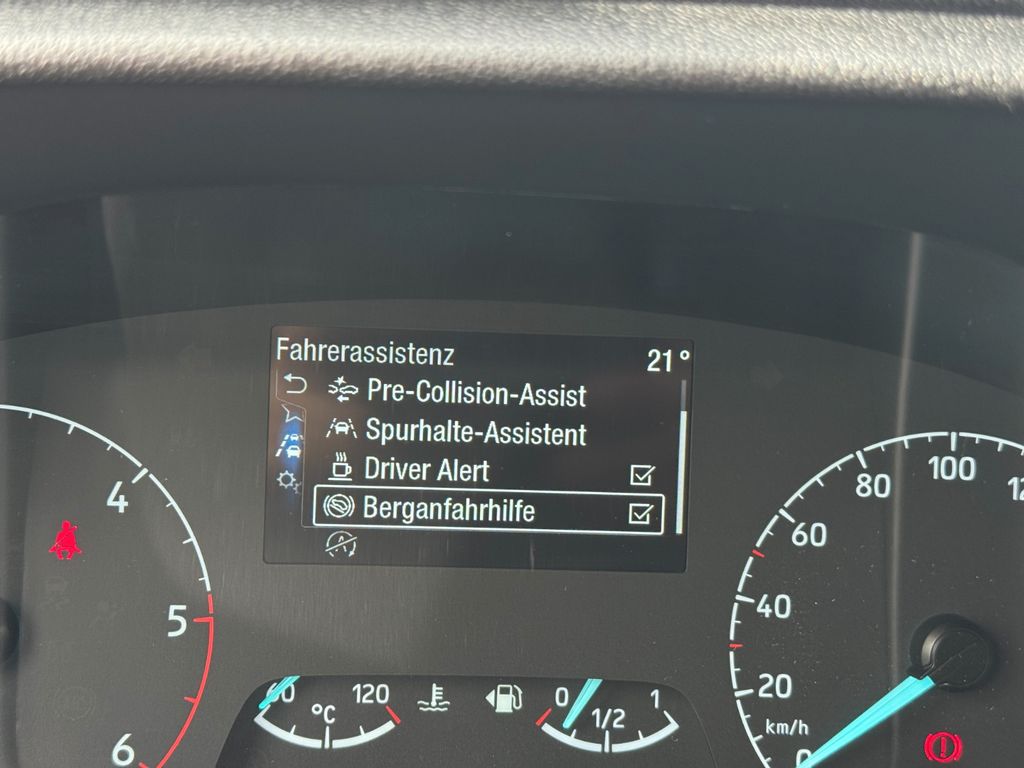 Fahrerassistenz 21°
Pre-Collision-Assist
Spurhalte-Assistent
Driver Alert
Berganfahrhilfe
4
5
6
120
°C
0
1/2
1
100
80
60
40
20
km/h
0